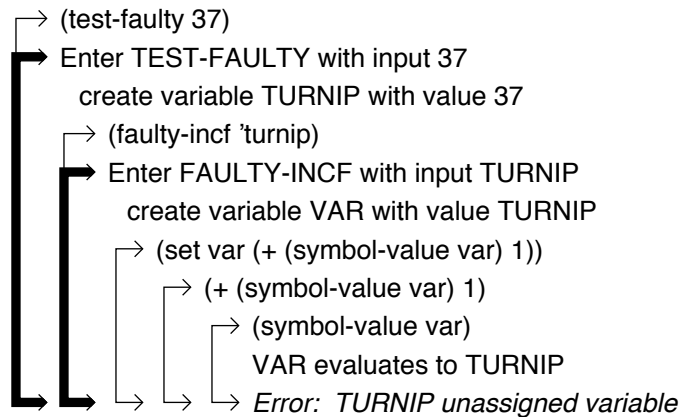 (test-faulty 37)
Enter TEST-FAULTY with input 37
create variable TURNIP with value 37
(faulty-incf ’turnip)
Enter FAULTY-INCF with input TURNIP
create variable VAR with value TURNIP
(set var (+ (symbol-value var) 1))
(+ (symbol-value var) 1)
(symbol-value var)
VAR evaluates to TURNIP
Error: TURNIP unassigned variable